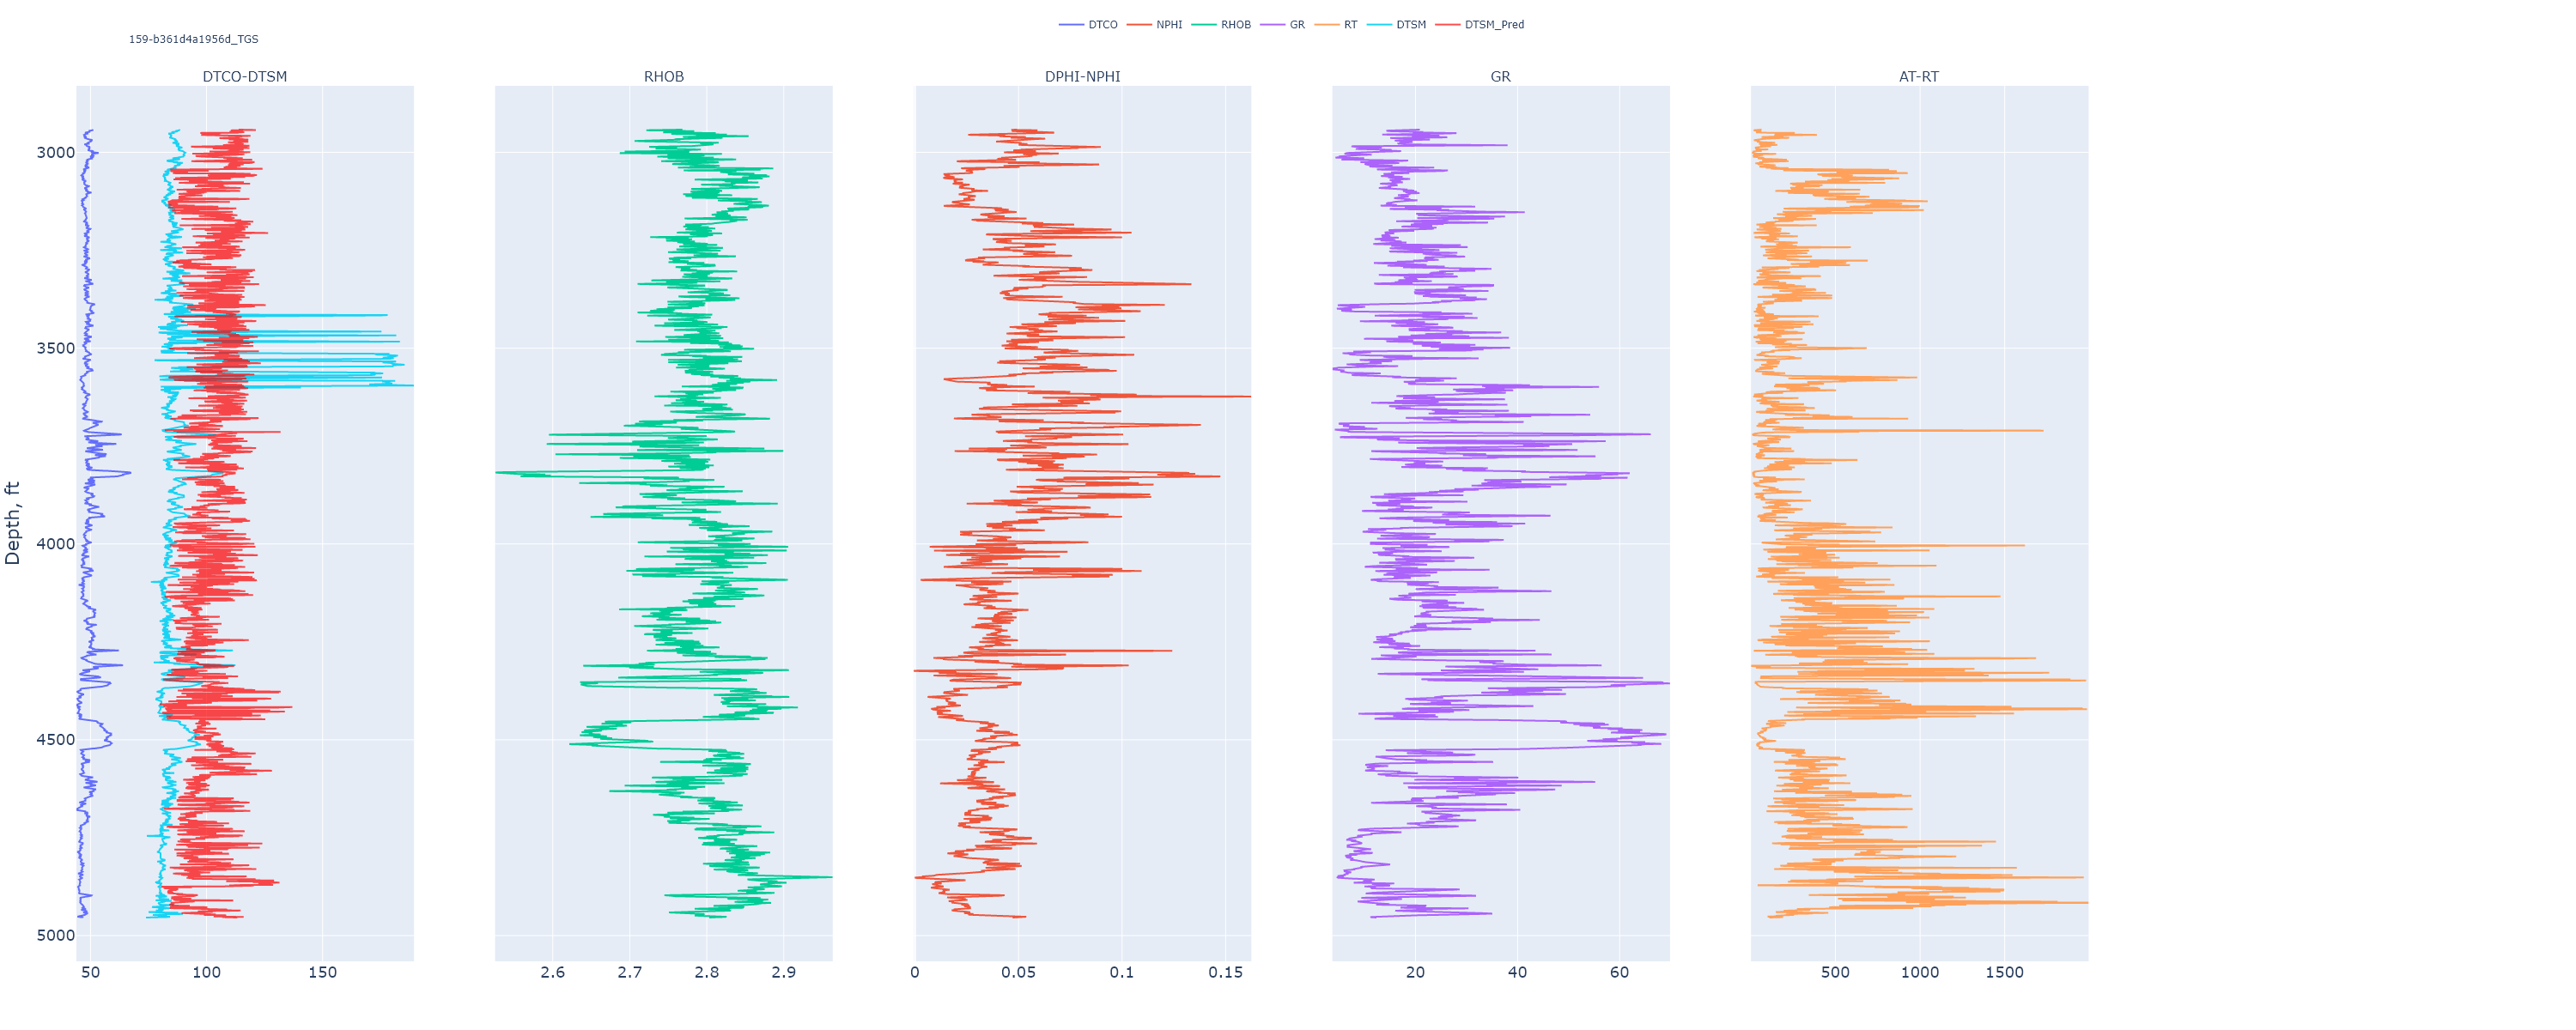 DTCO NPHI RHOB GR RT DTSM DTSM_Pred
159-b361d4a1956d_TGS
DTCO-DTSM RHOB DPHI-NPHI GR AT-RT
Depth, ft
3000
3500
4000
4500
5000
50 100 150 2.6 2.7 2.8 2.9 0 0.05 0.1 0.15 20 40 60 500 1000 1500